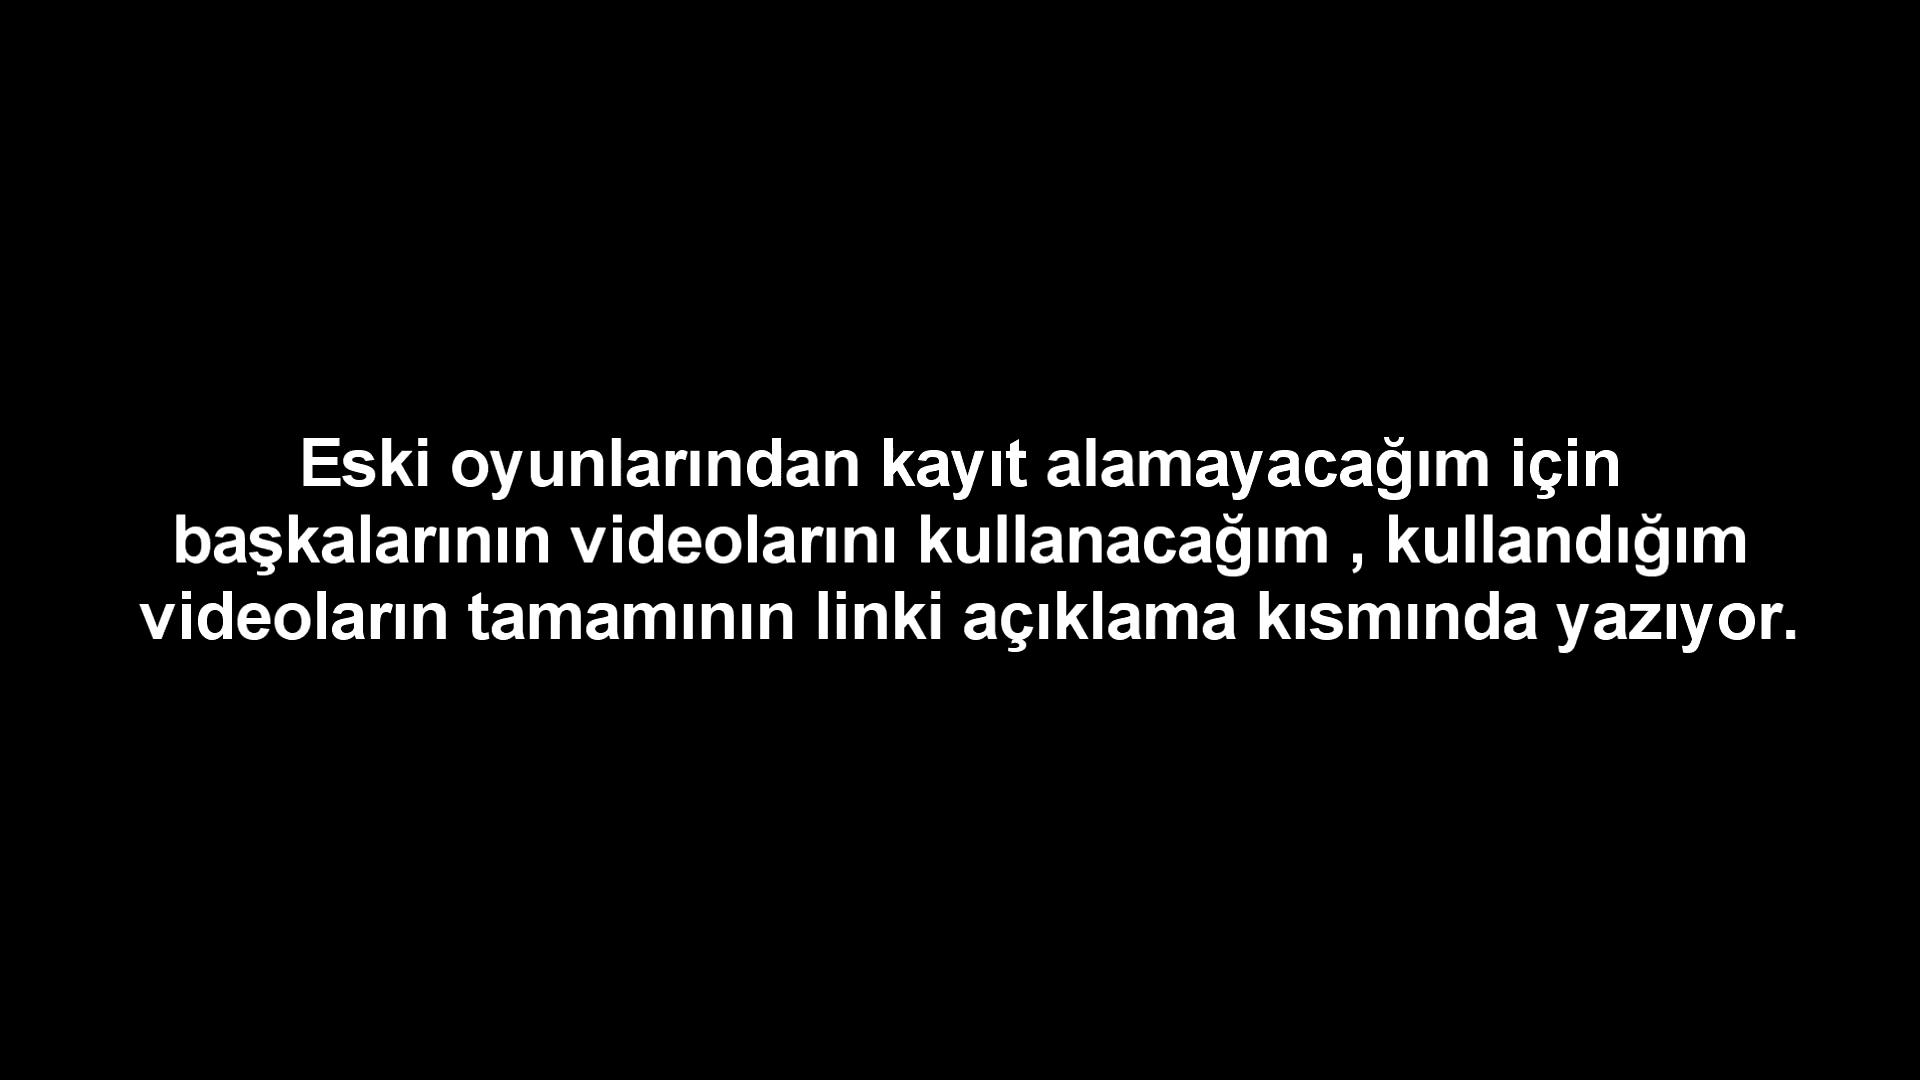 Eski oyunlarından kayıt alamayacağım için
başkalarının videolarını kullanacağım , kullandığım
videoların tamamının linki açıklama kısmında yazıyor.